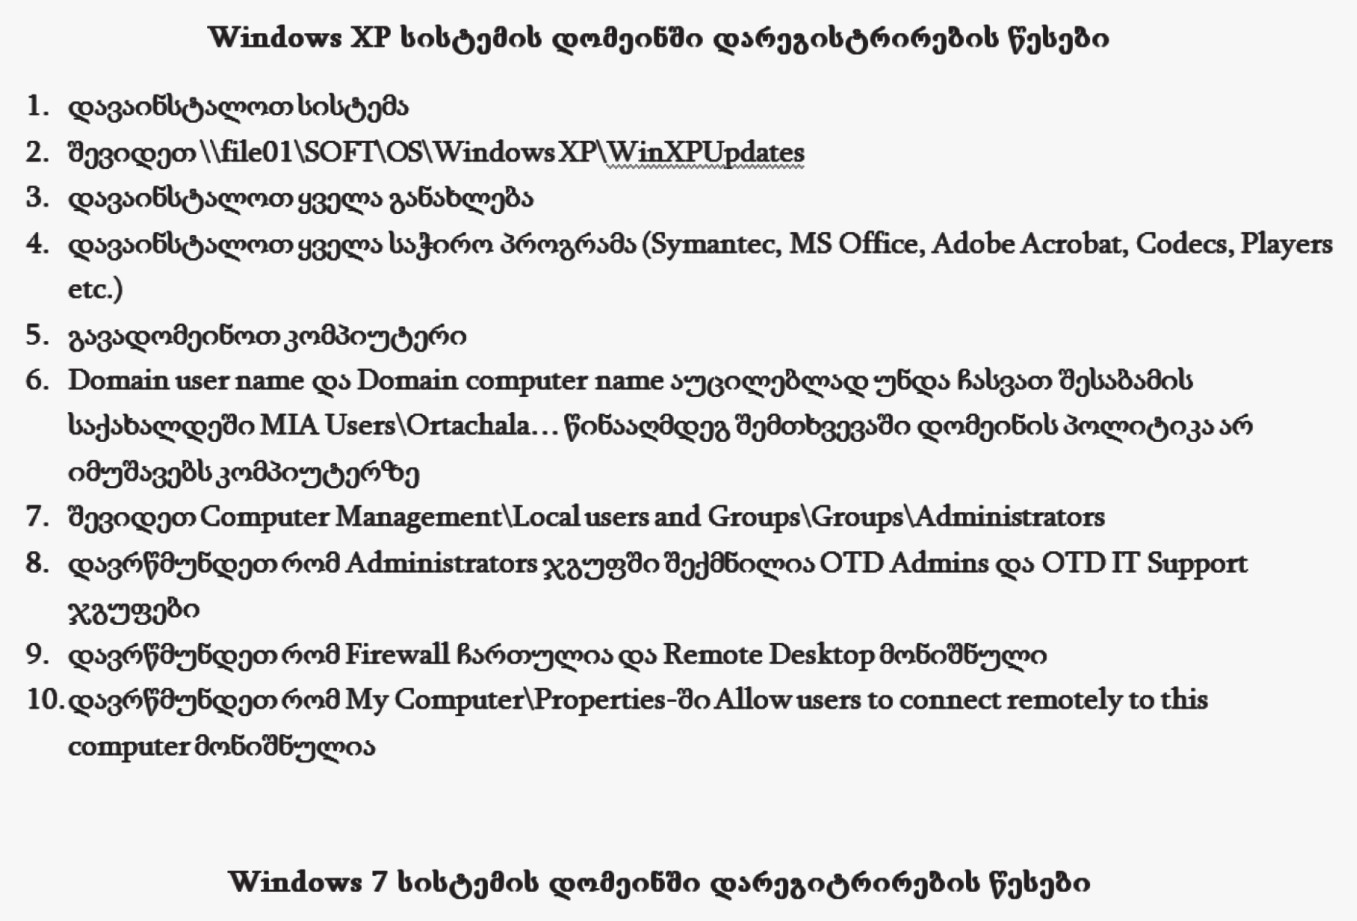 Windows XP სისტემის დომეინში დარეგისტრირების წესები
1. დავაინსტალოთ სისტემა
2. შევიდეთ \\file01\SOFT\OS\Windows XP\WinXPUpdates
3. დავაინსტალოთ ყველა განახლება
4. დავაინსტალოთ ყველა საჭირო პროგრამა (Symantec, MS Office, Adobe Acrobat, Codecs, Players
etc.)
5. გავადომეინოთ კომპიუტერი
6. Domain user name და Domain computer name აუცილებლად უნდა ჩასვათ შესაბამის
საქახალდეში MIA Users\Ortachala... წინააღმდეგ შემთხვევაში დომეინის პოლიტიკა არ
იმუშავებს კომპიუტერზე
7. შევიდეთ Computer Management\Local users and Groups\Groups\Administrators
8. დავრწმუნდეთ რომ Administrators ჯგუფში შექმნილია OTD Admins და OTD IT Support
ჯგუფები
9. დავრწმუნდეთ რომ Firewall ჩართულია და Remote Desktop მონიშნული
10. დავრწმუნდეთ რომ My Computer\Properties-ში Allow users to connect remotely to this
computer მონიშნულია
Windows 7 სისტემის დომეინში დარეგიტრირების წესები